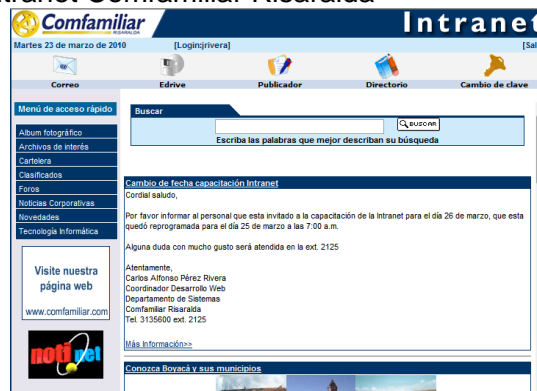 Intranet Comfamiliar Risaralda
Comfamiliar
RISARALDA
Intranet
Martes 23 de marzo de 2010
[Login:jrivera]
[Sal
Correo
Edrive
Publicador
Directorio
Cambio de clave
Menú de acceso rápido
Album fotográfico
Archivos de interés
Cartelera
Clasificados
Foros
Noticias Corporativas
Novedades
Tecnología Informática
Visite nuestra
página web
www.comfamiliar.com
notinet
Buscar
BUSCAR
Escriba las palabras que mejor describan su búsqueda
Cambio de fecha capacitación Intranet
Cordial saludo,
Por favor informar al personal que esta invitado a la capacitación de la Intranet para el día 26 de marzo, que esta
quedó reprogramada para el día 25 de marzo a las 7:00 a.m.
Alguna duda con mucho gusto será atendida en la ext. 2125
Atentamente,
Carlos Alfonso Pérez Rivera
Coordinador Desarrollo Web
Departamento de Sistemas
Comfamiliar Risaralda
Tel. 3135600 ext. 2125
Más Información>>
Conozca Boyacá y sus municipios